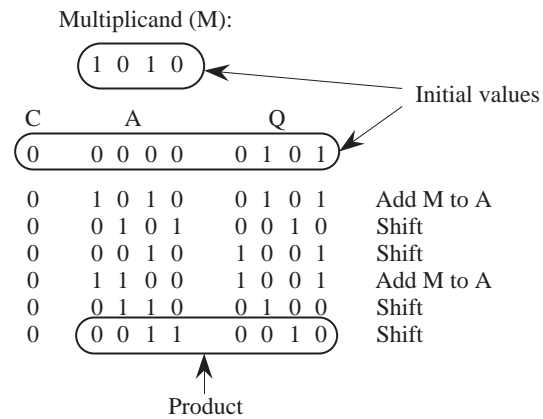 Multiplicand (M):
1 0 1 0
Initial values
C A Q
0 0 0 0 0 0 1 0 1
0 1 0 1 0 0 1 0 1 Add M to A
0 0 1 0 1 0 0 1 0 Shift
0 0 0 1 0 1 0 0 1 Shift
0 1 1 0 0 1 0 0 1 Add M to A
0 0 1 1 0 0 1 0 0 Shift
0 0 0 1 1 0 0 1 0 Shift
Product